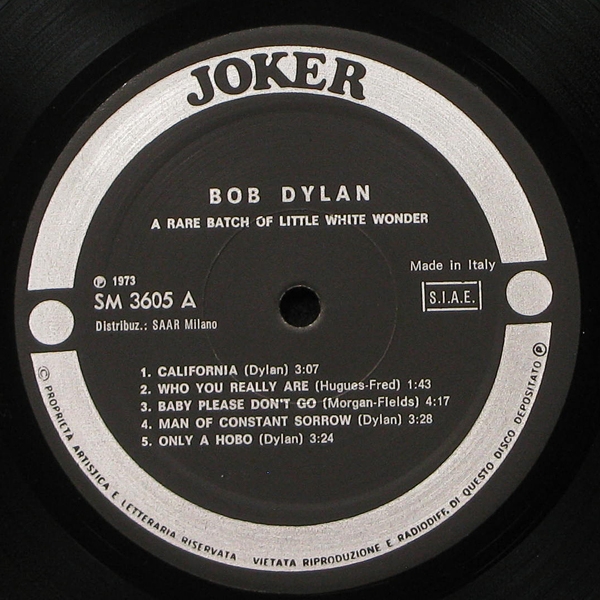 JOKER
BOB DYLAN
A RARE BATCH OF LITTLE WHITE WONDER
Ⓟ 1973
SM 3605 A
Distribuz.: SAAR Milano
Made in Italy
S.I.A.E.
1. CALIFORNIA (Dylan) 3:07
2. WHO YOU REALLY ARE (Hugues-Fred) 1:43
3. BABY PLEASE DON'T GO (Morgan-Fields) 4:17
4. MAN OF CONSTANT SORROW (Dylan) 3:28
5. ONLY A HOBO (Dylan) 3:24
© PROPRIETA ARTISTICA E LETTERARIA RISERVATA VIETATA RIPRODUZIONE E RADIODIFF. DI QUESTO DISCO DEPOSITATO Ⓟ